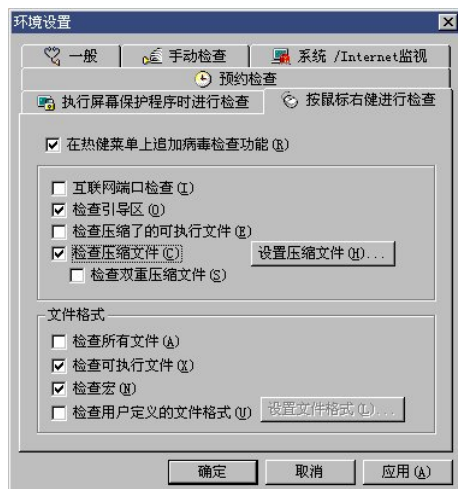 环境设置
一般
手动检查
系统 /Internet监视
预约检查
执行屏幕保护程序时进行检查
按鼠标右健进行检查
在热健菜单上追加病毒检查功能(R)
互联网端口检查(I)
检查引导区(O)
检查压缩了的可执行文件(E)
检查压缩文件(C)
设置压缩文件(H)...
检查双重压缩文件(S)
文件格式
检查所有文件(A)
检查可执行文件(X)
检查宏(N)
检查用户定义的文件格式(U)
设置文件格式(L)...
确定
取消
应用(A)